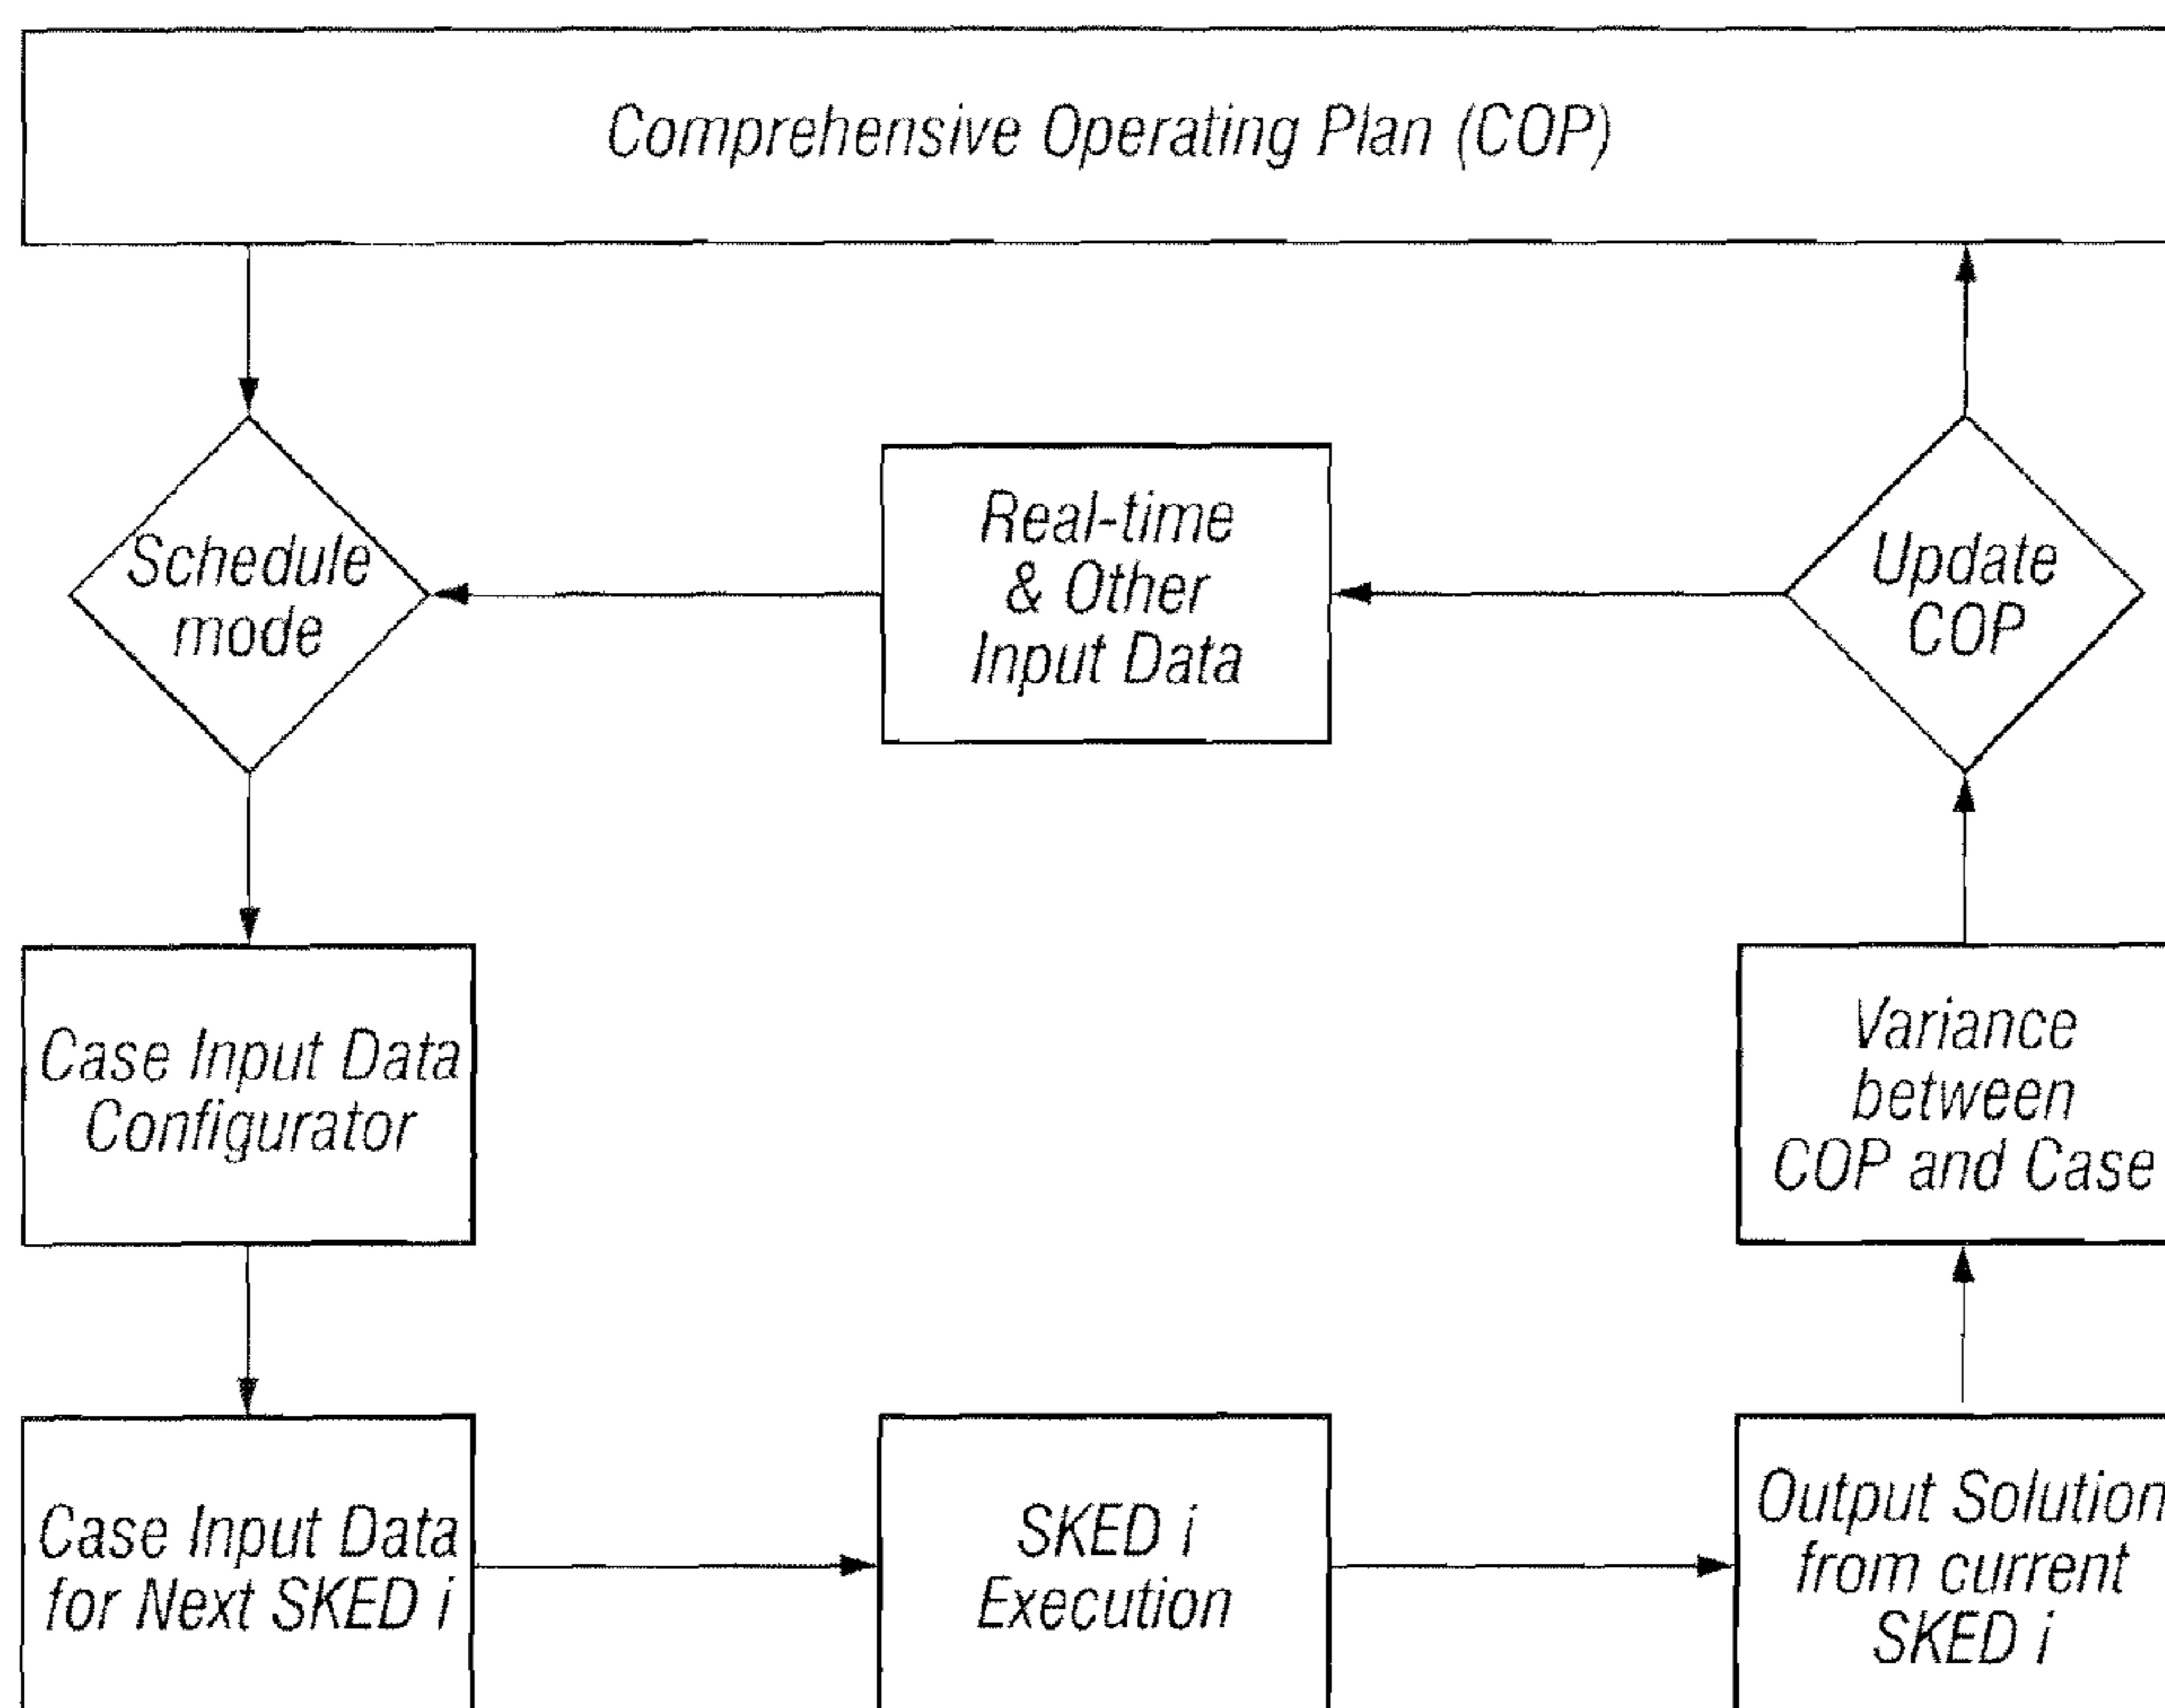 Comprehensive Operating Plan (COP)
Schedule
mode
Real-time
& Other
Input Data
Update
COP
Case Input Data
Configurator
Variance
between
COP and Case
Case Input Data
for Next SKED i
SKED i
Execution
Output Solution
from current
SKED i